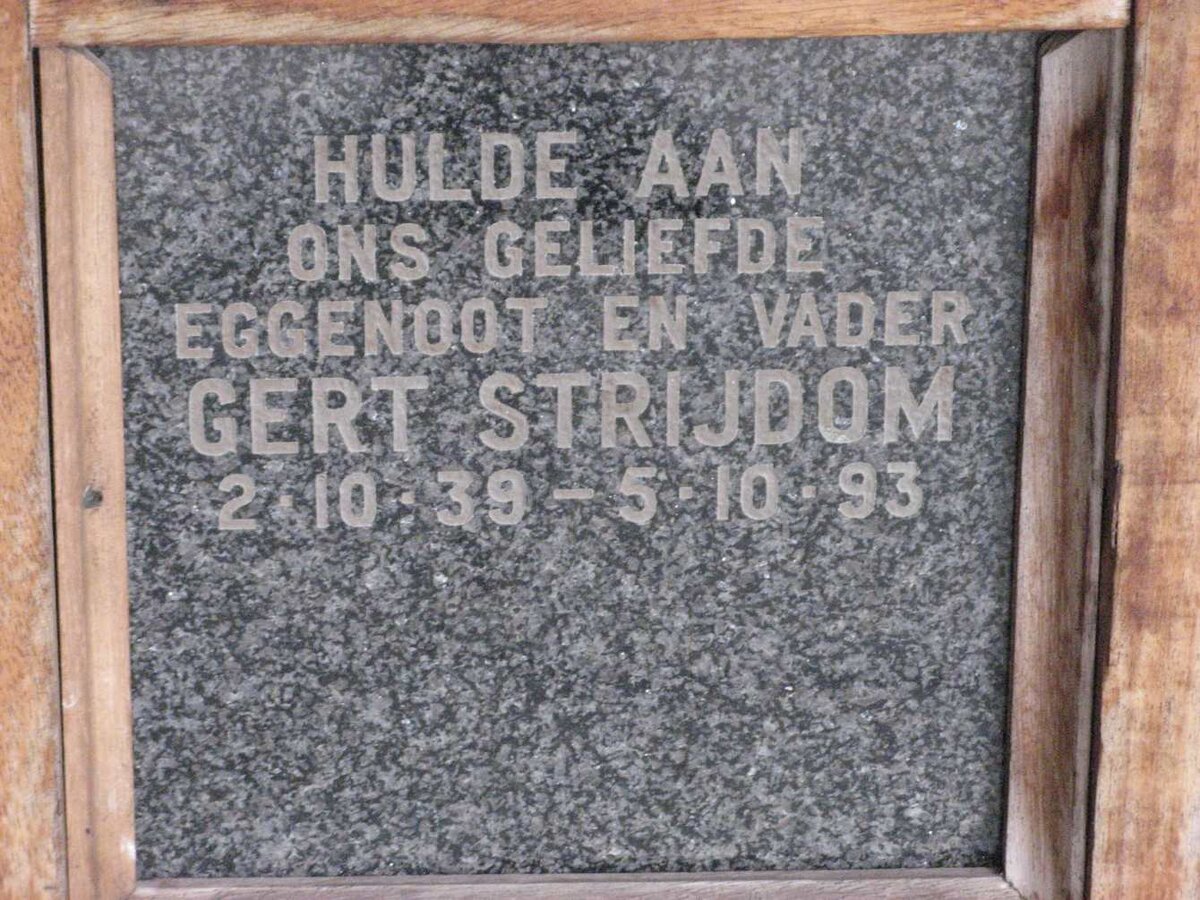 HULDE AAN
ONS GELIEFDE
EGGENOOT EN VADER
GERT STRIJDOM
2·10·39 – 5·10·93